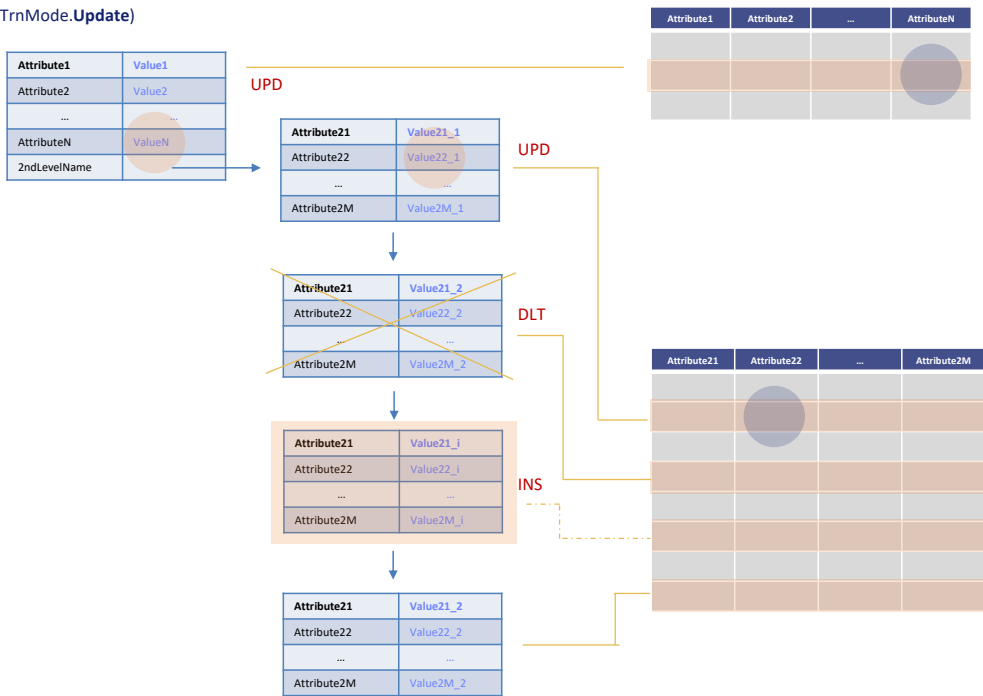 TrnMode.Update)
Attribute1 Attribute2 ... AttributeN
Attribute1 Value1
Attribute2 Value2
... ...
AttributeN ValueN
2ndLevelName
UPD
Attribute21 Value21_1
Attribute22 Value22_1
... ...
Attribute2M Value2M_1
UPD
Attribute21 Value21_2
Attribute22 Value22_2
... ...
Attribute2M Value2M_2
DLT
Attribute21 Attribute22 ... Attribute2M
Attribute21 Value21_i
Attribute22 Value22_i
... ...
Attribute2M Value2M_i
INS
Attribute21 Value21_2
Attribute22 Value22_2
... ...
Attribute2M Value2M_2